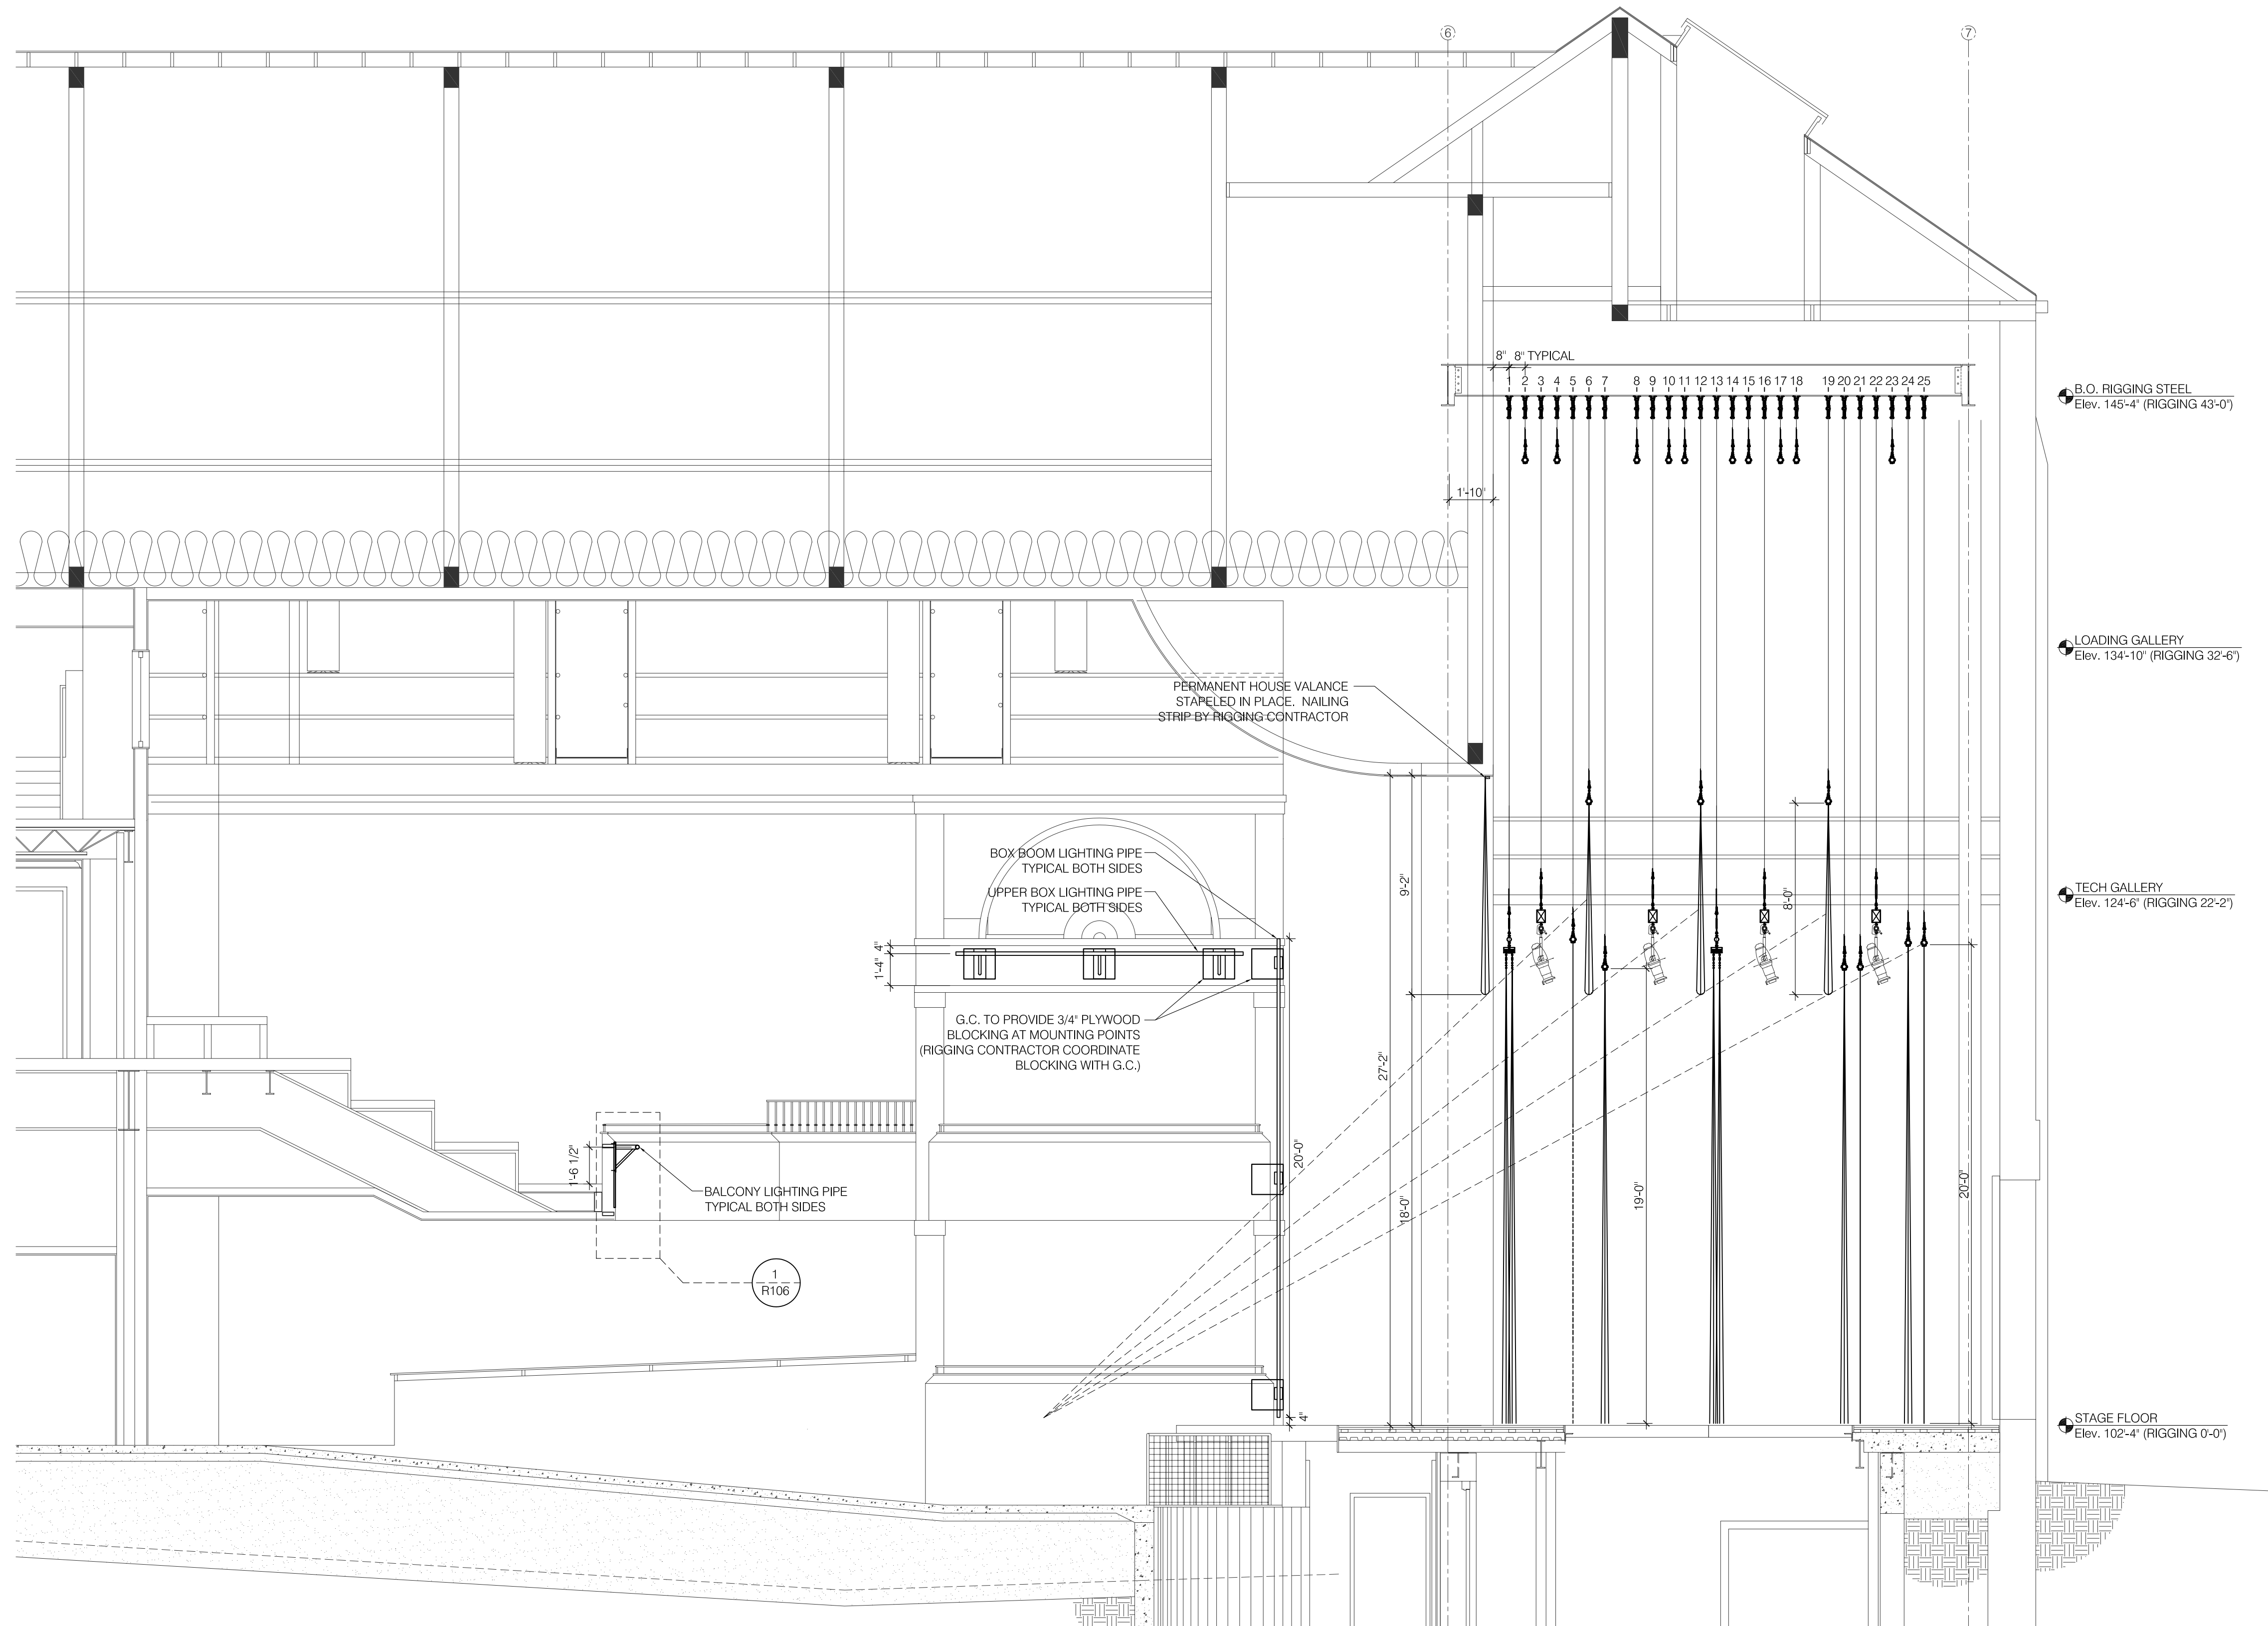 6
7
8" 8" TYPICAL
1 2 3 4 5 6 7 8 9 10 11 12 13 14 15 16 17 18 19 20 21 22 23 24 25
B.O. RIGGING STEEL
Elev. 145'-4" (RIGGING 43'-0")
1'-10"
LOADING GALLERY
Elev. 134'-10" (RIGGING 32'-6")
PERMANENT HOUSE VALANCE
STAPELED IN PLACE. NAILING
STRIP BY RIGGING CONTRACTOR
BOX BOOM LIGHTING PIPE
TYPICAL BOTH SIDES
UPPER BOX LIGHTING PIPE
TYPICAL BOTH SIDES
9'-2"
8'-0"
TECH GALLERY
Elev. 124'-6" (RIGGING 22'-2")
4"
1'-4"
G.C. TO PROVIDE 3/4" PLYWOOD
BLOCKING AT MOUNTING POINTS
(RIGGING CONTRACTOR COORDINATE
BLOCKING WITH G.C.)
27'-2"
20'-0"
1'-6 1/2"
BALCONY LIGHTING PIPE
TYPICAL BOTH SIDES
18'-0"
19'-0"
20'-0"
1
R106
4"
STAGE FLOOR
Elev. 102'-4" (RIGGING 0'-0")